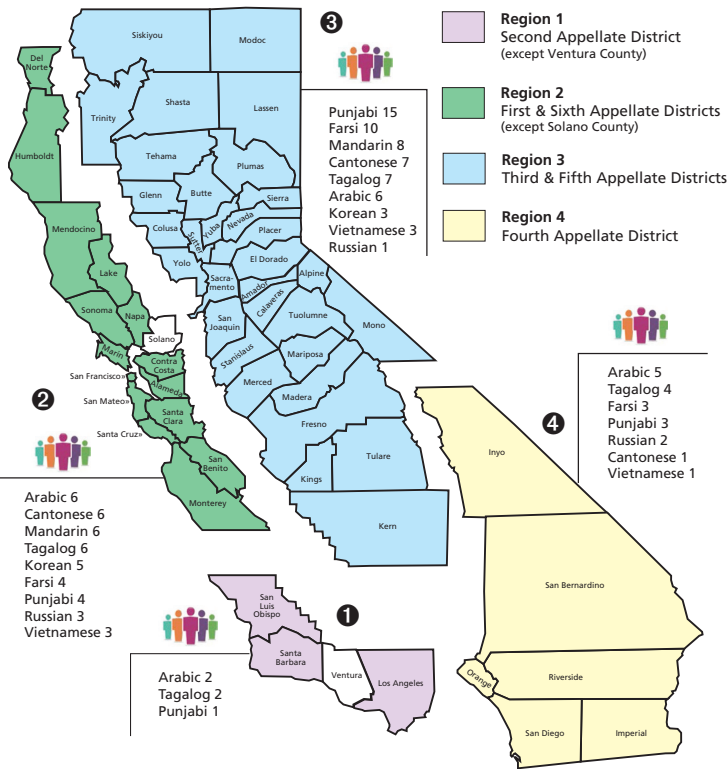 ❸
Region 1
Second Appellate District
(except Ventura County)
Region 2
First & Sixth Appellate Districts
(except Solano County)
Region 3
Third & Fifth Appellate Districts
Region 4
Fourth Appellate District
Punjabi 15
Farsi 10
Mandarin 8
Cantonese 7
Tagalog 7
Arabic 6
Korean 3
Vietnamese 3
Russian 1
Siskiyou
Modoc
Trinity
Shasta
Lassen
Tehama
Plumas
Glenn
Butte
Sierra
Colusa
Sutter
Yuba
Nevada
Placer
Yolo
El Dorado
Sacra-
mento
Amador
Alpine
Calaveras
San
Joaquin
Tuolumne
Mono
Stanislaus
Mariposa
Merced
Madera
Fresno
Kings
Tulare
Kern
Del
Norte
Humboldt
Mendocino
Lake
Sonoma
Napa
Solano
Marin
Contra
Costa
San Francisco»
Alameda
San Mateo»
Santa
Clara
Santa Cruz»
San
Benito
Monterey
❷
Arabic 6
Cantonese 6
Mandarin 6
Tagalog 6
Korean 5
Farsi 4
Punjabi 4
Russian 3
Vietnamese 3
❶
Arabic 2
Tagalog 2
Punjabi 1
San
Luis
Obispo
Santa
Barbara
Ventura
Los Angeles
❹
Arabic 5
Tagalog 4
Farsi 3
Punjabi 3
Russian 2
Cantonese 1
Vietnamese 1
Inyo
San Bernardino
Orange
Riverside
San Diego
Imperial